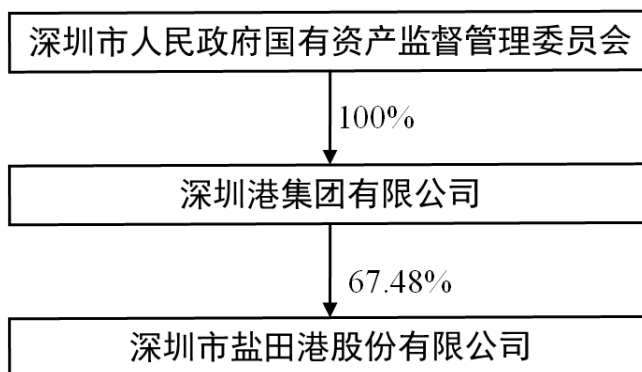 深圳市人民政府国有资产监督管理委员会
100%
深圳港集团有限公司
67.48%
深圳市盐田港股份有限公司